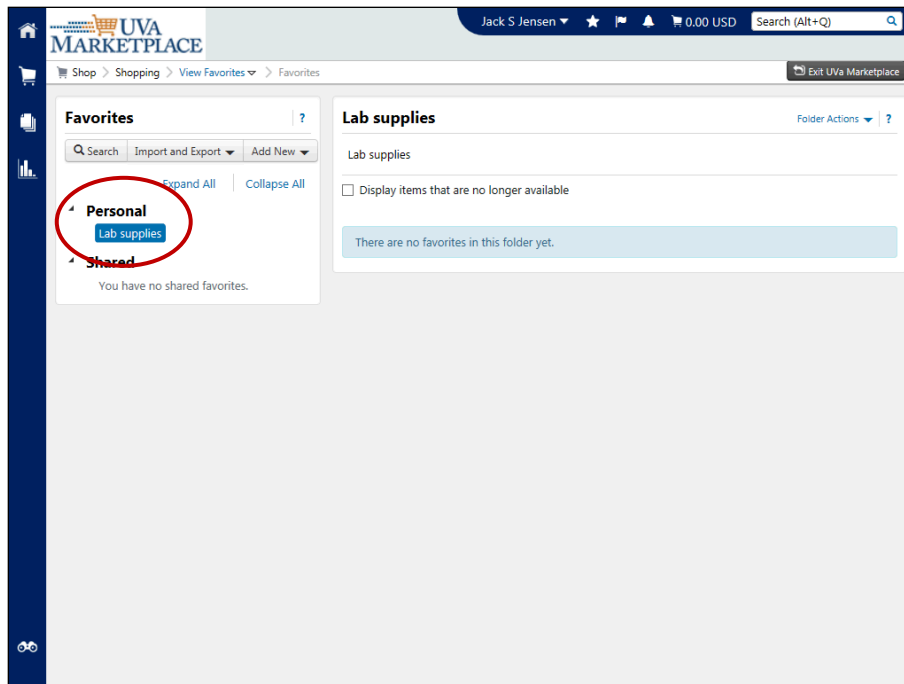 UVA
MARKETPLACE
Jack S Jensen
0.00 USD
Search (Alt+Q)
Shop > Shopping > View Favorites > Favorites
Exit UVa Marketplace
Favorites
?
Search
Import and Export
Add New
Expand All
Collapse All
Personal
Lab supplies
Shared
You have no shared favorites.
Lab supplies
Folder Actions
?
Lab supplies
Display items that are no longer available
There are no favorites in this folder yet.